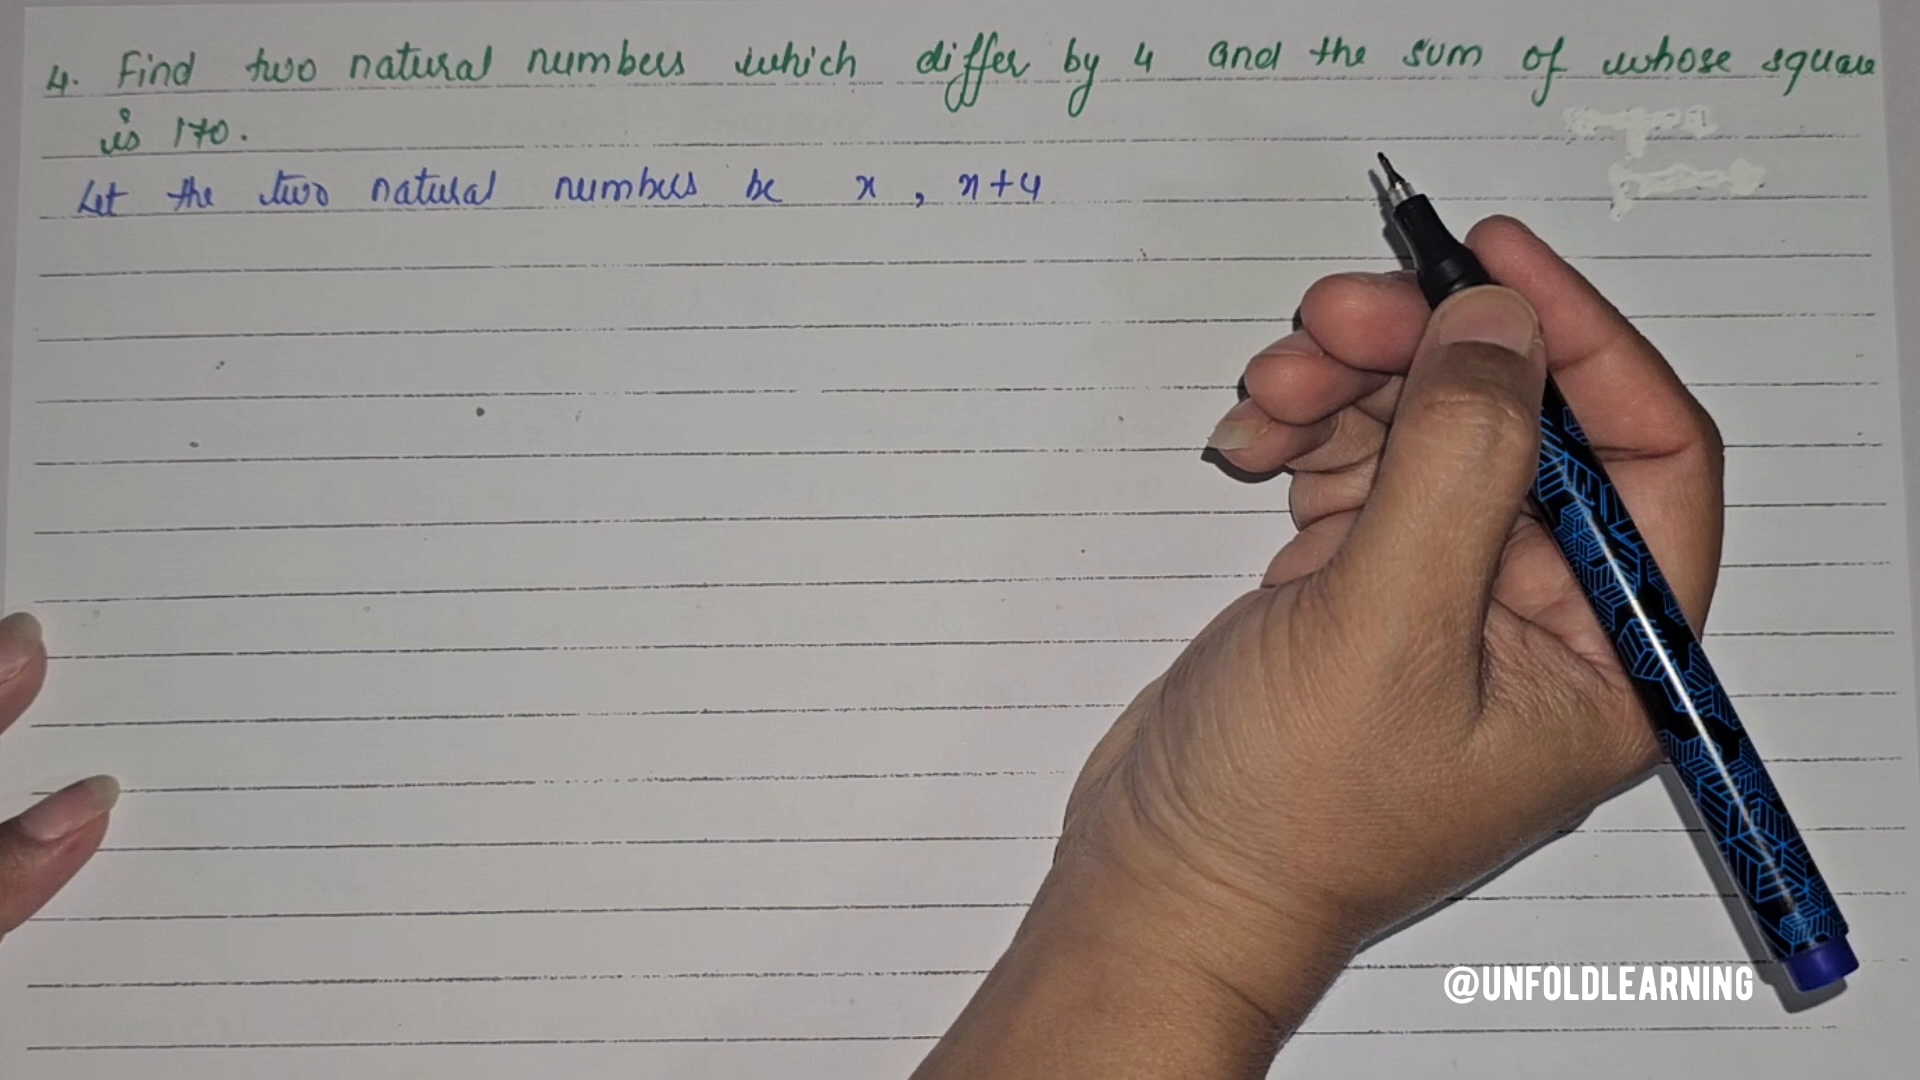 4. Find two natural numbers which differ by 4 and the sum of whose square
is 170.
Let the two natural numbers be x , x+4
@UNFOLDLEARNING